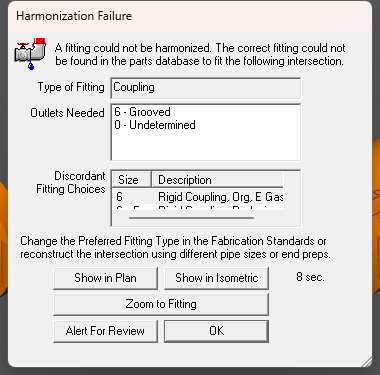 Harmonization Failure
A fitting could not be harmonized. The correct fitting could not
be found in the parts database to fit the following intersection.
Type of Fitting
Coupling
Outlets Needed
6 - Grooved
0 - Undetermined
Discordant
Fitting Choices
Size Description
6 Rigid Coupling, Org, E Gas
Change the Preferred Fitting Type in the Fabrication Standards or
reconstruct the intersection using different pipe sizes or end preps.
Show in Plan
Show in Isometric
8 sec.
Zoom to Fitting
Alert For Review
OK